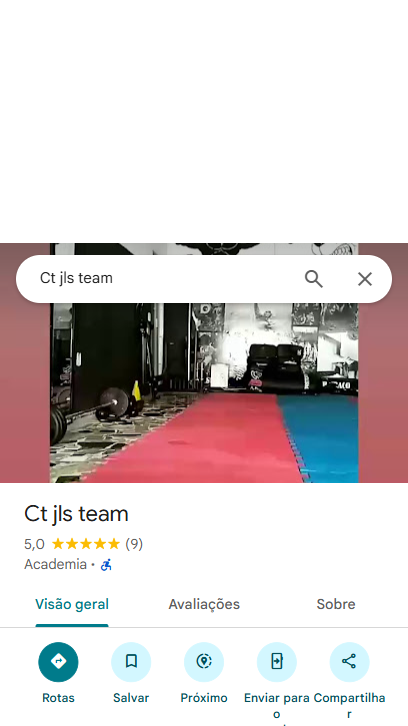 Ct jls team
Ct jls team
5,0 (9)
Academia ·
Visão geral Avaliações Sobre
Rotas Salvar Próximo Enviar para Compartilha
o r